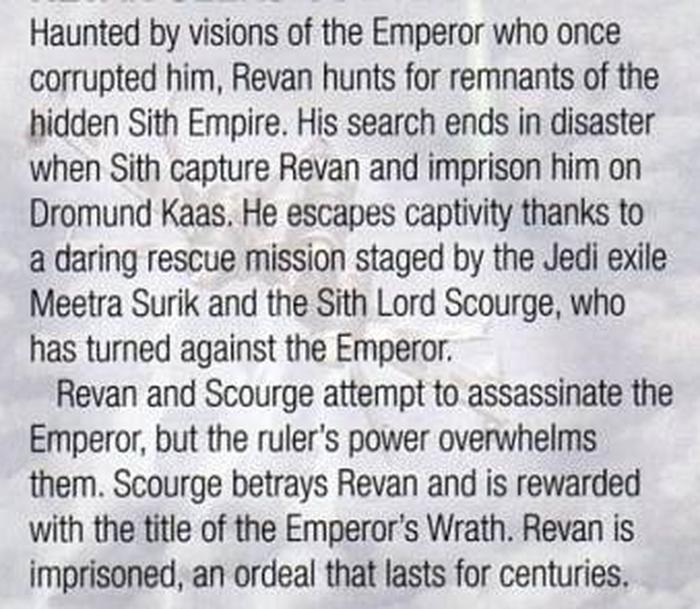 Haunted by visions of the Emperor who once
corrupted him, Revan hunts for remnants of the
hidden Sith Empire. His search ends in disaster
when Sith capture Revan and imprison him on
Dromund Kaas. He escapes captivity thanks to
a daring rescue mission staged by the Jedi exile
Meetra Surik and the Sith Lord Scourge, who
has turned against the Emperor.
Revan and Scourge attempt to assassinate the
Emperor, but the ruler's power overwhelms
them. Scourge betrays Revan and is rewarded
with the title of the Emperor's Wrath. Revan is
imprisoned, an ordeal that lasts for centuries.